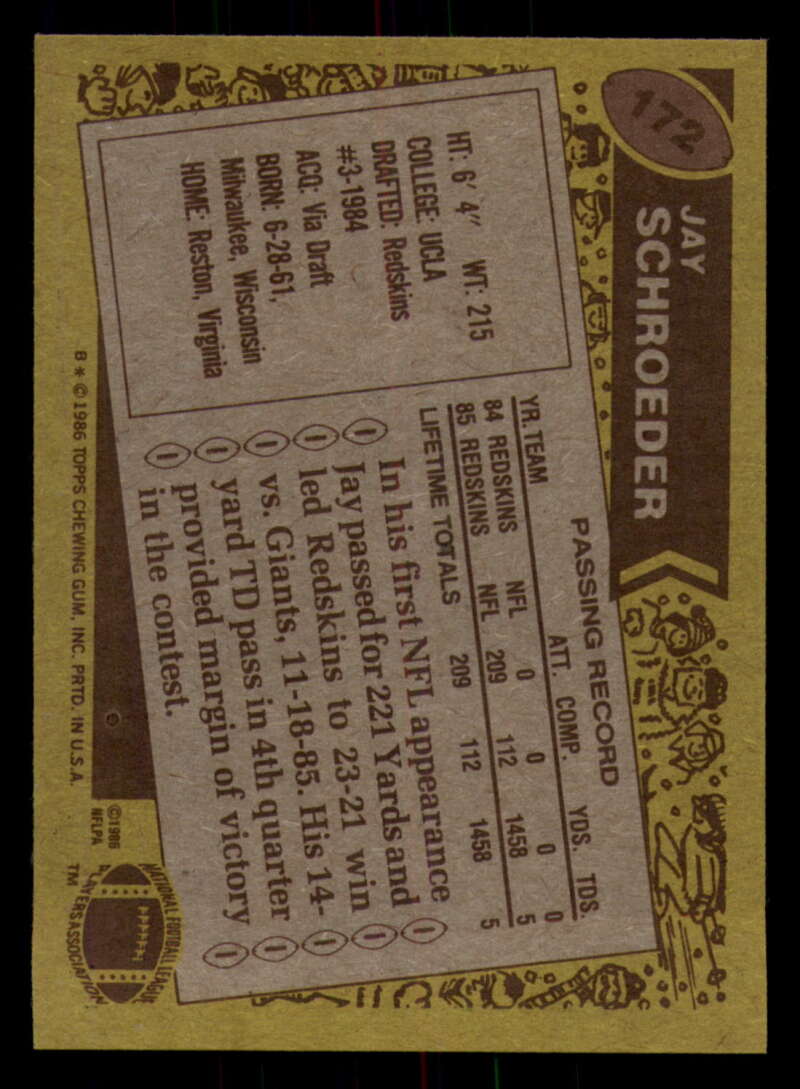 172
JAY
SCHROEDER
HT: 6' 4" WT: 215
COLLEGE: UCLA
DRAFTED: Redskins
#3-1984
ACQ: Via Draft
BORN: 6-28-61,
Milwaukee, Wisconsin
HOME: Reston, Virginia
PASSING RECORD
YR. TEAM ATT. COMP. YDS. TDS.
84 REDSKINS NFL 0 0 0 0
85 REDSKINS NFL 209 112 1458 5
LIFETIME TOTALS 209 112 1458 5
In his first NFL appearance
Jay passed for 221 Yards and
led Redskins to 23-21 win
vs. Giants, 11-18-85. His 14-
yard TD pass in 4th quarter
provided margin of victory
in the contest.
B * ©1986 TOPPS CHEWING GUM, INC. PRTD. IN U.S.A.
©1986
NFLPA
NATIONAL FOOTBALL LEAGUE
PLAYERS ASSOCIATION
TM